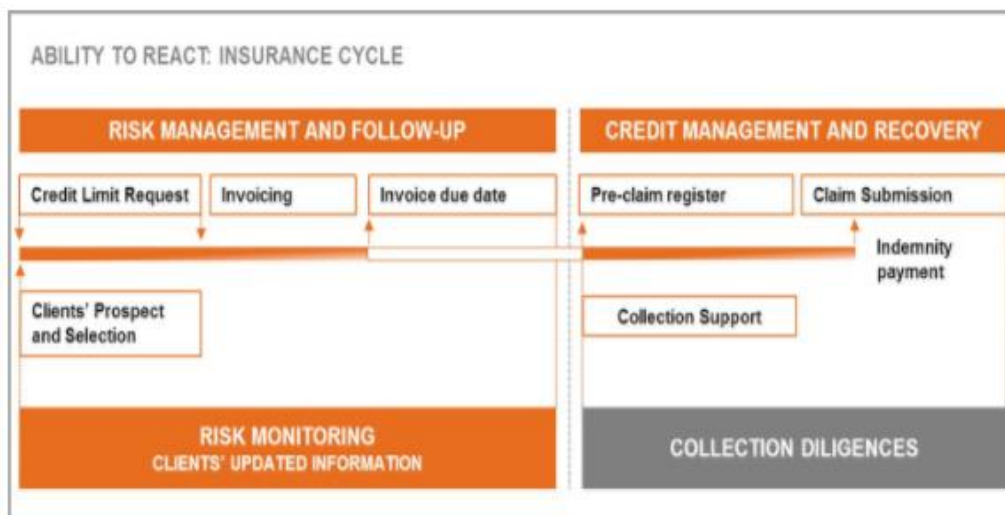 ABILITY TO REACT: INSURANCE CYCLE
RISK MANAGEMENT AND FOLLOW-UP
CREDIT MANAGEMENT AND RECOVERY
Credit Limit Request
Invoicing
Invoice due date
Pre-claim register
Claim Submission
Indemnity
payment
Clients' Prospect
and Selection
Collection Support
RISK MONITORING
CLIENTS' UPDATED INFORMATION
COLLECTION DILIGENCES